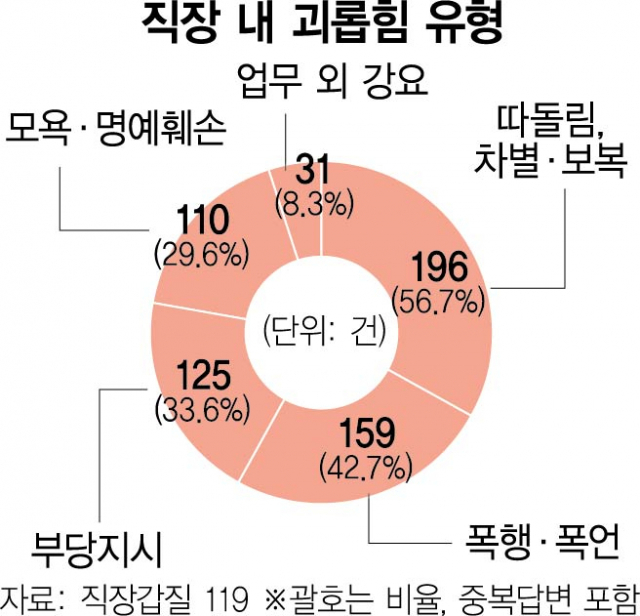 직장 내 괴롭힘 유형
업무 외 강요
31
(8.3%)
따돌림,
차별·보복
196
(56.7%)
모욕·명예훼손
110
(29.6%)
(단위: 건)
125
(33.6%)
부당지시
159
(42.7%)
폭행·폭언
자료: 직장갑질 119 ※괄호는 비율, 중복답변 포함